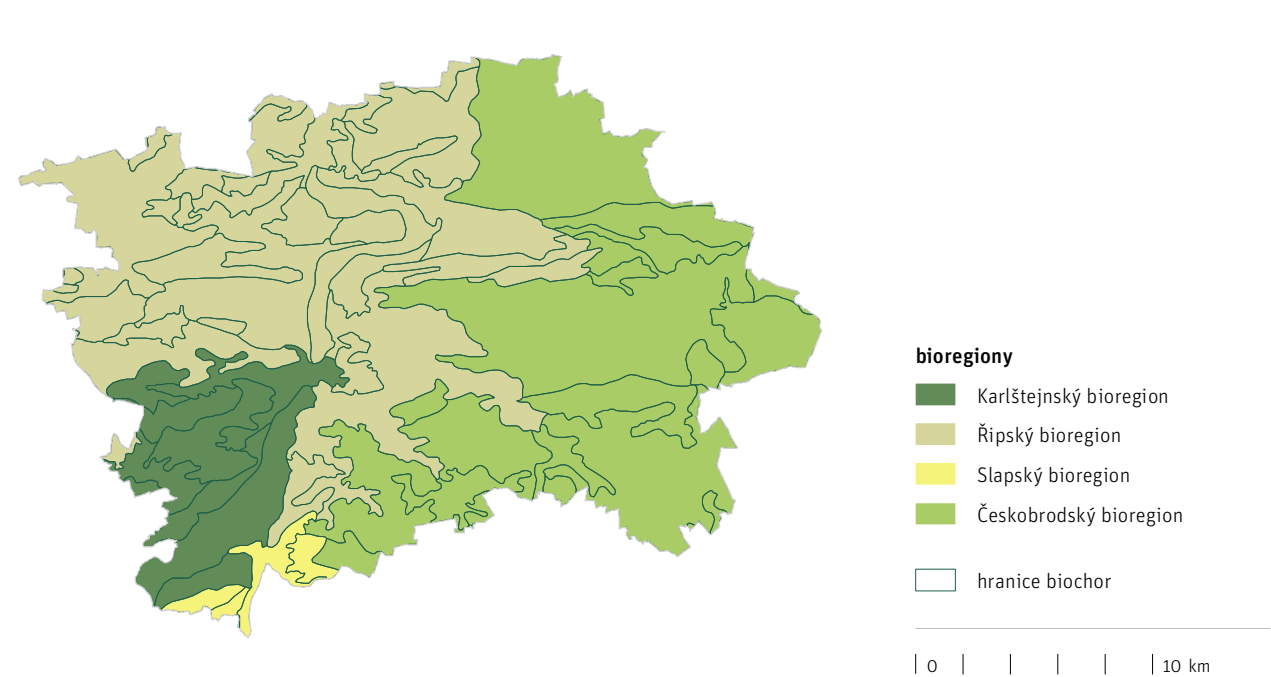 bioregiony
Karlštejnský bioregion
Řipský bioregion
Slapský bioregion
Českobrodský bioregion
hranice biochor
0 10 km